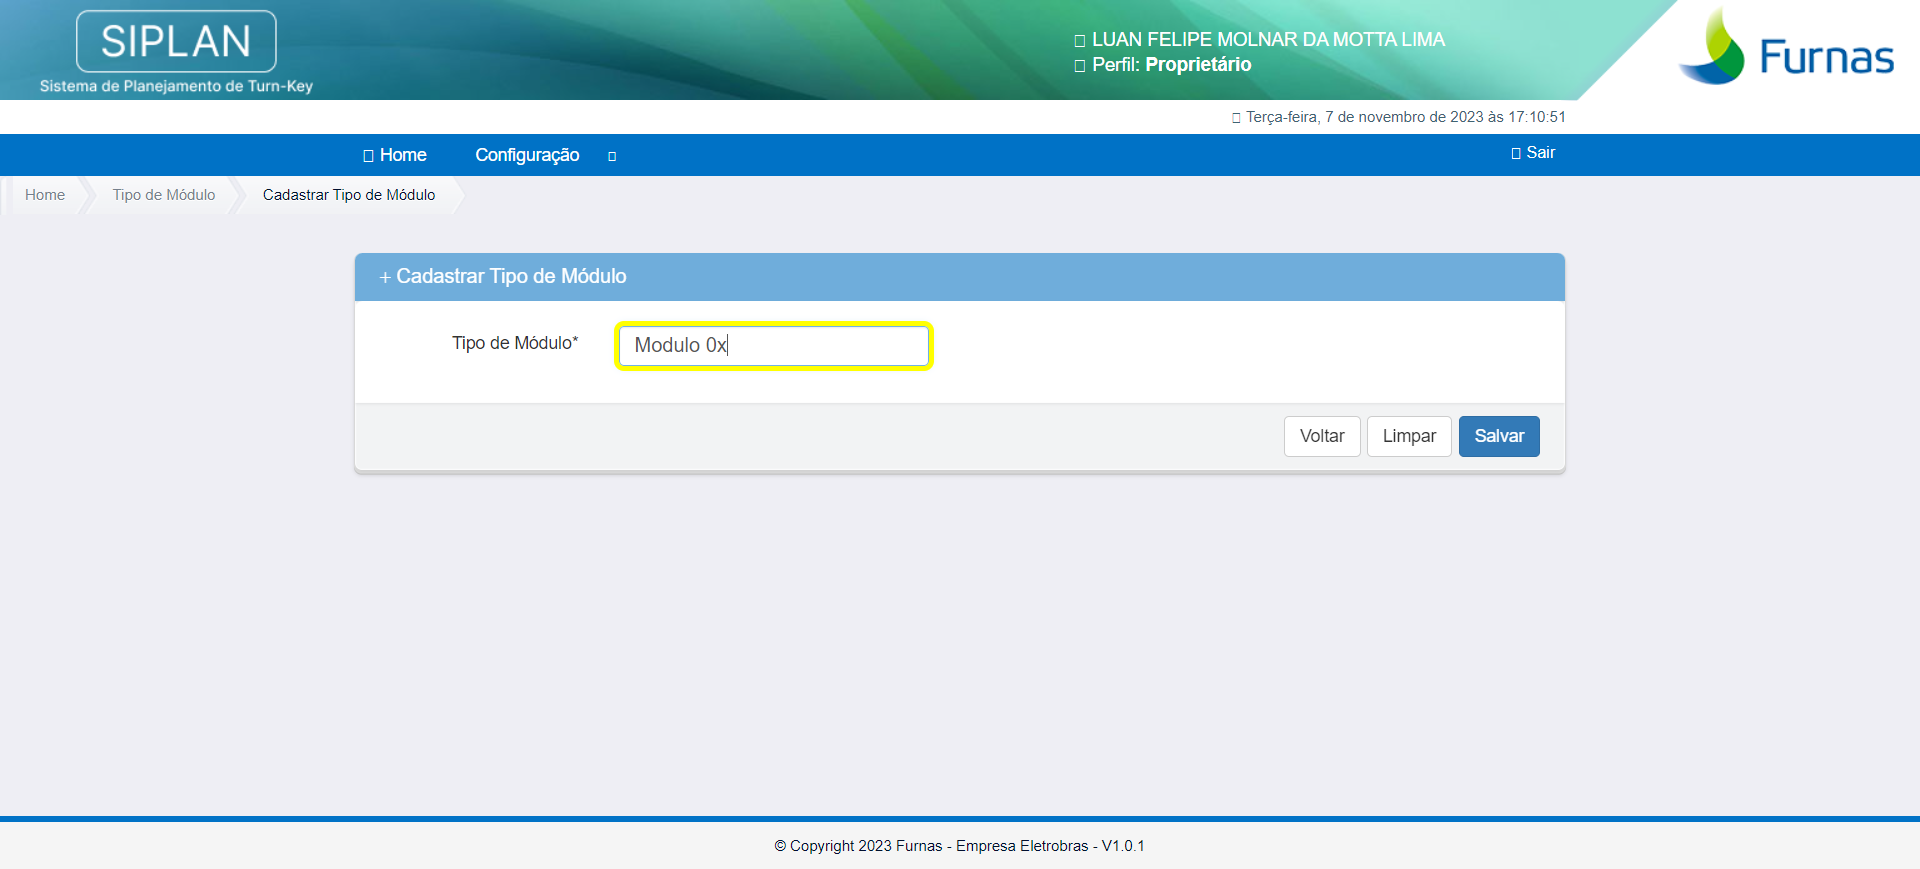 SIPLAN
Sistema de Planejamento de Turn-Key
LUAN FELIPE MOLNAR DA MOTTA LIMA
Perfil: Proprietário
Furnas
Terça-feira, 7 de novembro de 2023 às 17:10:51
Home Configuração Sair
Home Tipo de Módulo Cadastrar Tipo de Módulo
+ Cadastrar Tipo de Módulo
Tipo de Módulo* Modulo 0x
Voltar Limpar Salvar
© Copyright 2023 Furnas - Empresa Eletrobras - V1.0.1